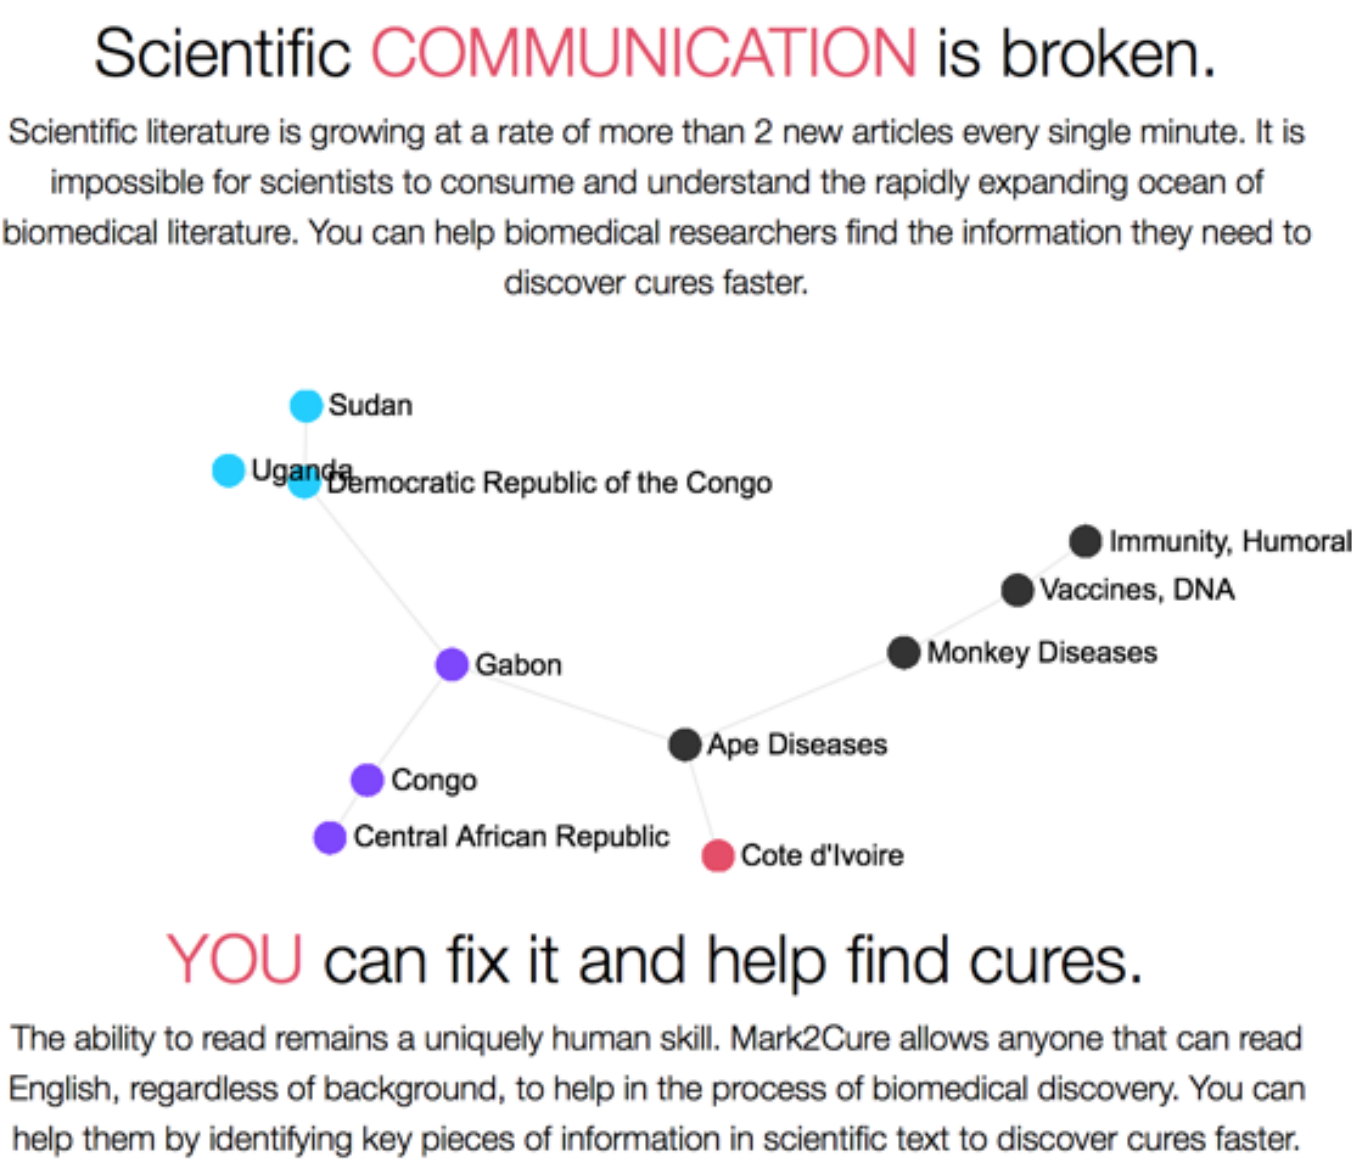 Scientific COMMUNICATION is broken.
Scientific literature is growing at a rate of more than 2 new articles every single minute. It is
impossible for scientists to consume and understand the rapidly expanding ocean of
biomedical literature. You can help biomedical researchers find the information they need to
discover cures faster.
Sudan
Uganda
Democratic Republic of the Congo
Immunity, Humoral
Vaccines, DNA
Monkey Diseases
Gabon
Ape Diseases
Congo
Central African Republic
Cote d'Ivoire
YOU can fix it and help find cures.
The ability to read remains a uniquely human skill. Mark2Cure allows anyone that can read
English, regardless of background, to help in the process of biomedical discovery. You can
help them by identifying key pieces of information in scientific text to discover cures faster.